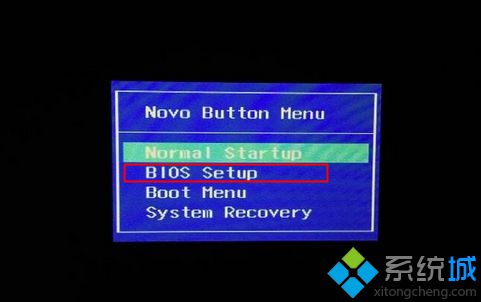 Novo Button Menu
Normal Startup
BIOS Setup
Boot Menu
System Recovery
系统城
xitongcheng.com